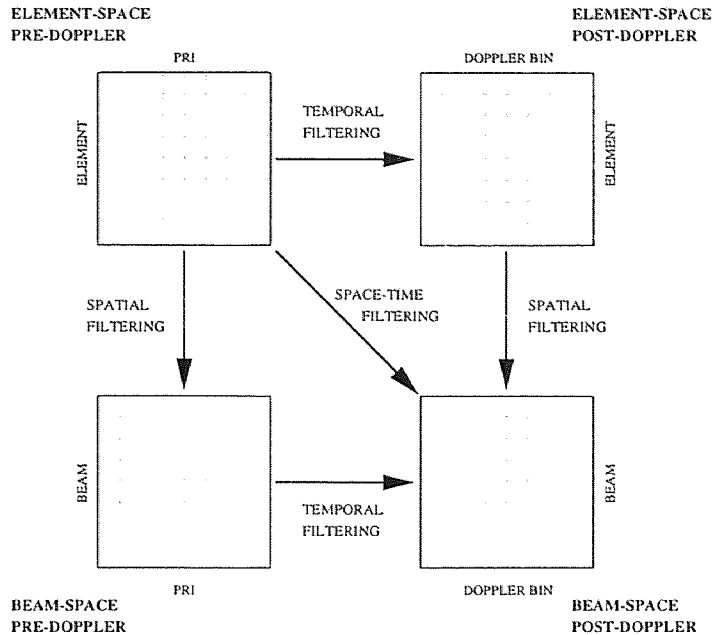 ELEMENT-SPACE
PRE-DOPPLER
ELEMENT-SPACE
POST-DOPPLER
PRI
DOPPLER BIN
ELEMENT
TEMPORAL
FILTERING
ELEMENT
SPATIAL
FILTERING
SPACE-TIME
FILTERING
SPATIAL
FILTERING
BEAM
TEMPORAL
FILTERING
BEAM
PRI
DOPPLER BIN
BEAM-SPACE
PRE-DOPPLER
BEAM-SPACE
POST-DOPPLER